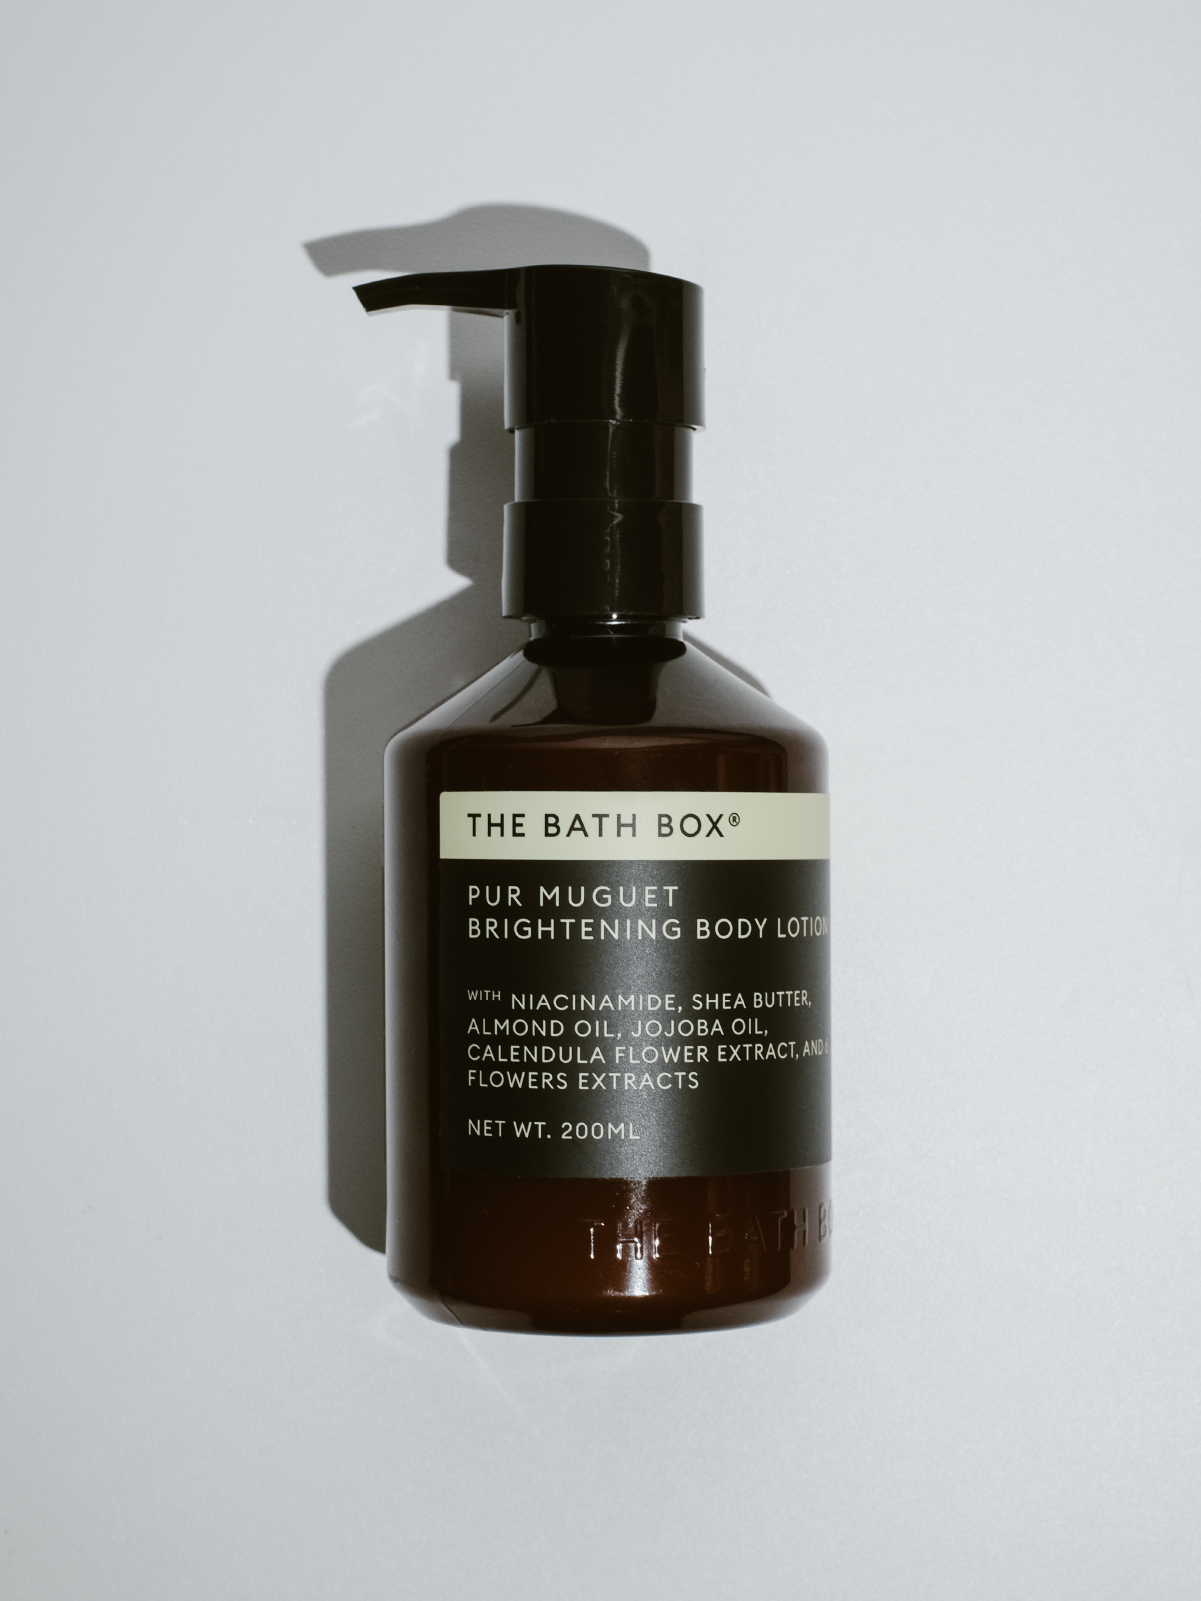 THE BATH BOX®
PUR MUGUET
BRIGHTENING BODY LOTION
WITH NIACINAMIDE, SHEA BUTTER,
ALMOND OIL, JOJOBA OIL,
CALENDULA FLOWER EXTRACT, AND
FLOWERS EXTRACTS
NET WT. 200ML
THE BATH